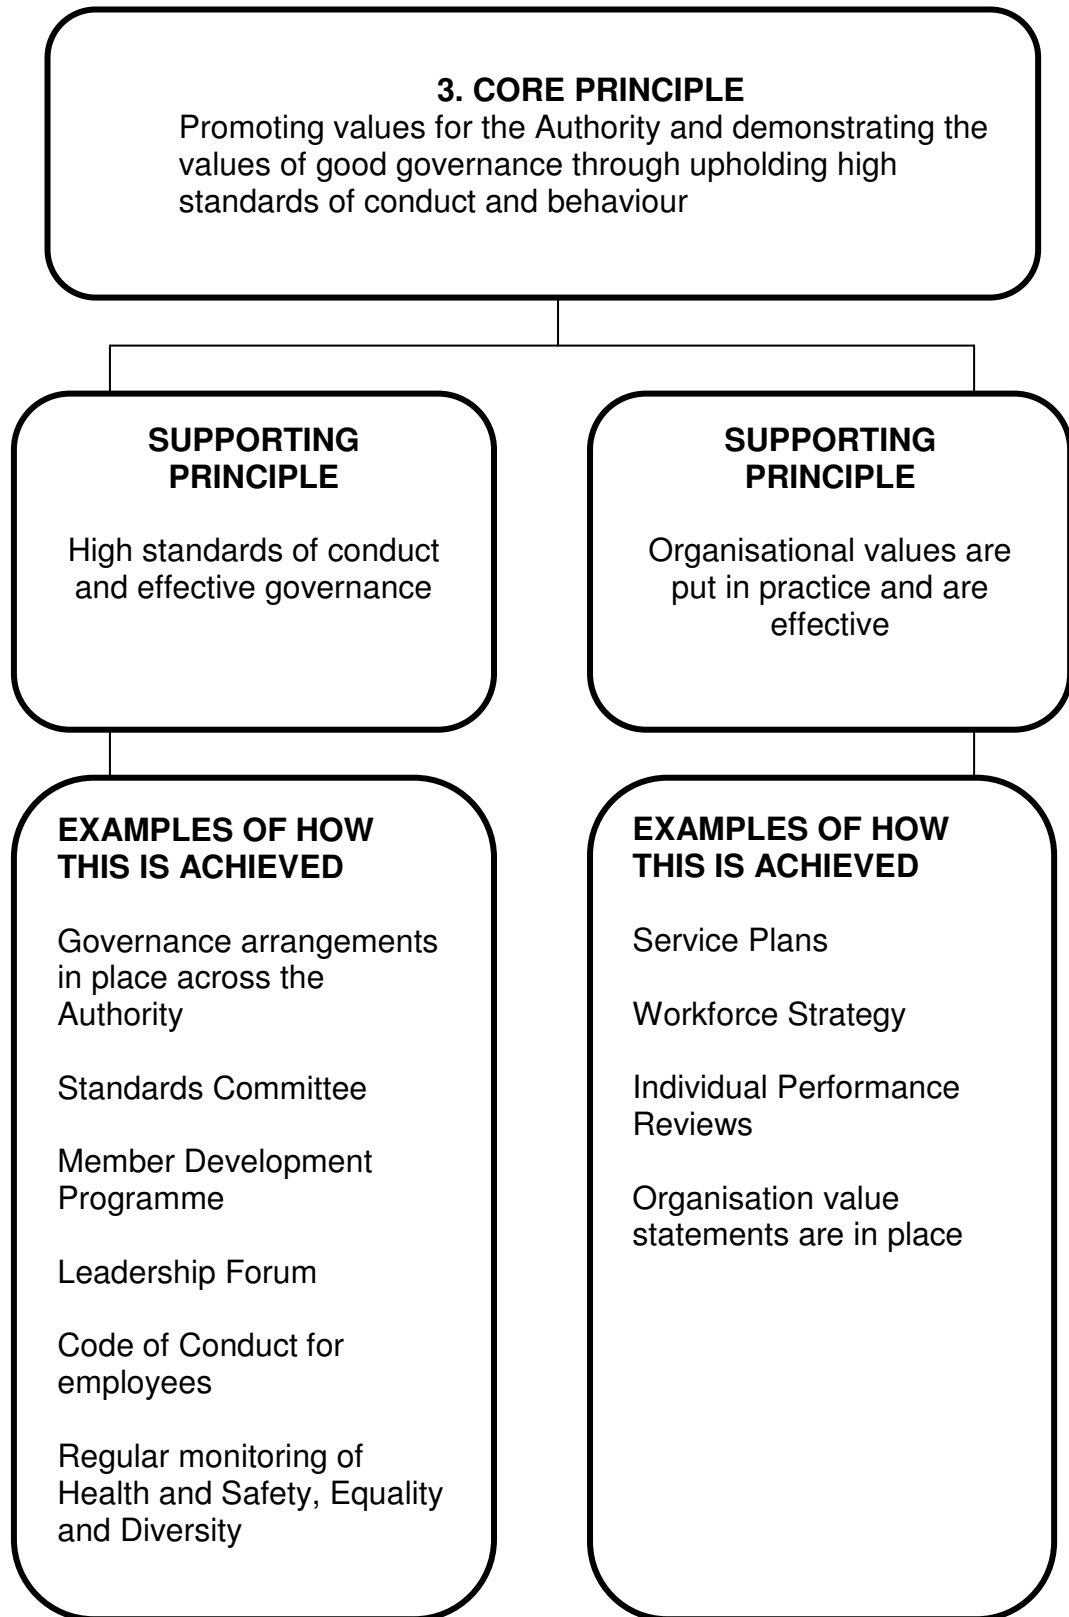 3. CORE PRINCIPLE
Promoting values for the Authority and demonstrating the
values of good governance through upholding high
standards of conduct and behaviour
SUPPORTING
PRINCIPLE
High standards of conduct
and effective governance
SUPPORTING
PRINCIPLE
Organisational values are
put in practice and are
effective
EXAMPLES OF HOW
THIS IS ACHIEVED
Governance arrangements
in place across the
Authority
Standards Committee
Member Development
Programme
Leadership Forum
Code of Conduct for
employees
Regular monitoring of
Health and Safety, Equality
and Diversity
EXAMPLES OF HOW
THIS IS ACHIEVED
Service Plans
Workforce Strategy
Individual Performance
Reviews
Organisation value
statements are in place